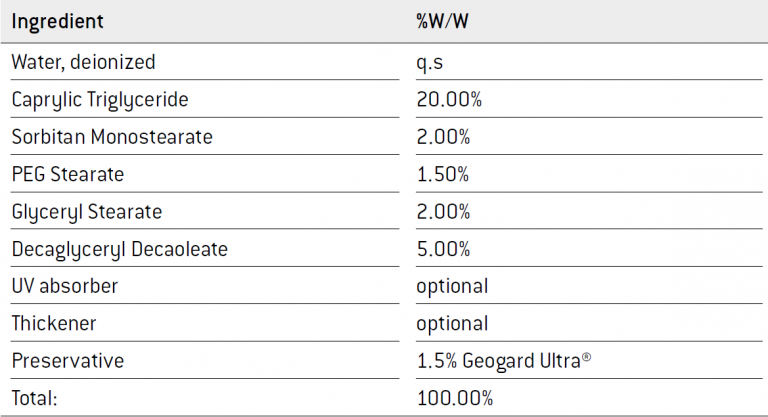 Ingredient %W/W
Water, deionized q.s
Caprylic Triglyceride 20.00%
Sorbitan Monostearate 2.00%
PEG Stearate 1.50%
Glyceryl Stearate 2.00%
Decaglyceryl Decaoleate 5.00%
UV absorber optional
Thickener optional
Preservative 1.5% Geogard Ultra®
Total: 100.00%